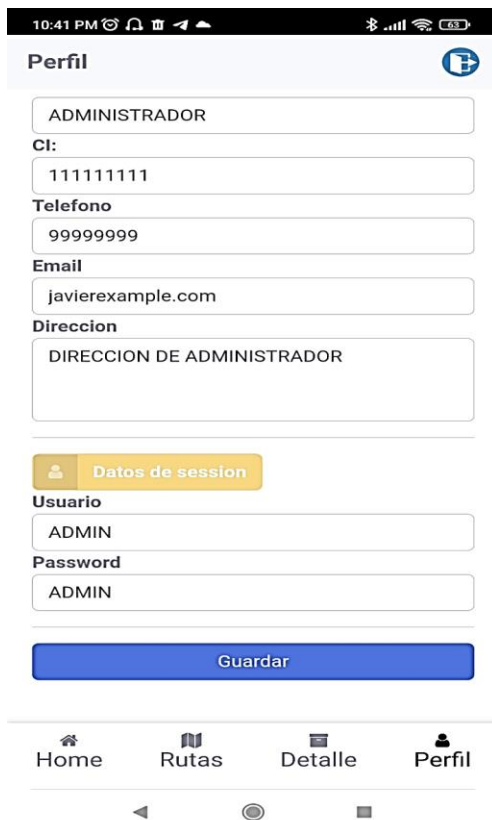 10:41 PM 63
Perfil
ADMINISTRADOR
CI:
111111111
Telefono
99999999
Email
javierexample.com
Direccion
DIRECCION DE ADMINISTRADOR
Datos de session
Usuario
ADMIN
Password
ADMIN
Guardar
Home Rutas Detalle Perfil